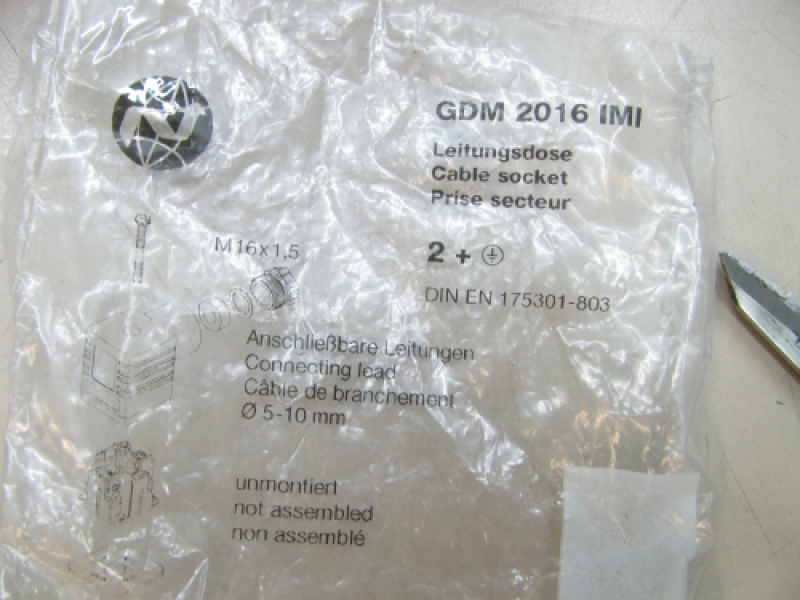 GDM 2016 IMI
Leitungsdose
Cable socket
Prise secteur
2 + ⏚
DIN EN 175301-803
M16x1,5
Anschließbare Leitungen
Connecting lead
Câble de branchement
Ø 5-10 mm
unmontiert
not assembled
non assemblé